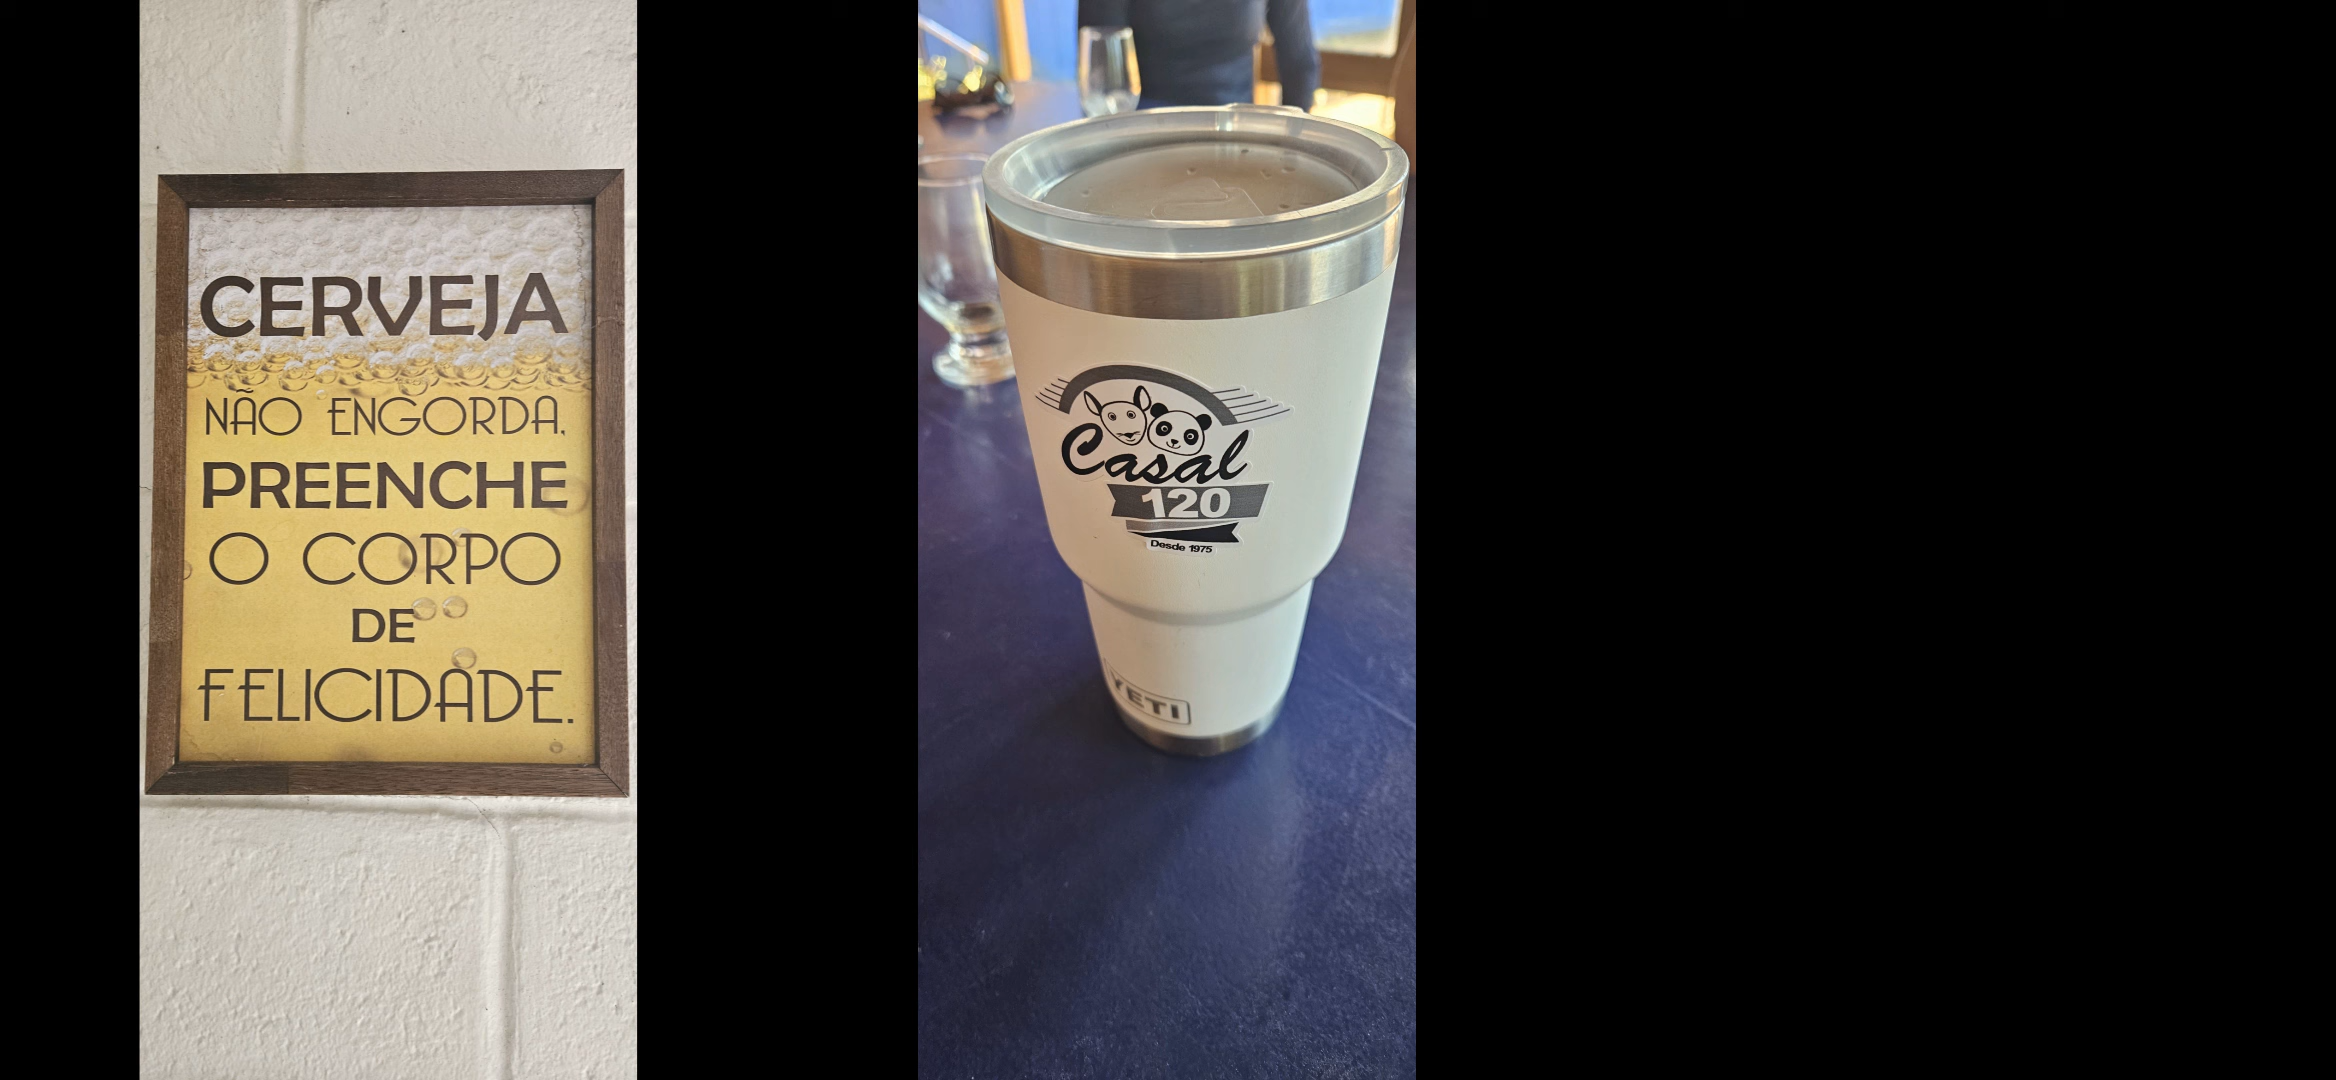 CERVEJA
NÃO ENGORDA,
PREENCHE
O CORPO
DE
FELICIDADE.
Casal
120
Desde 1975
YETI